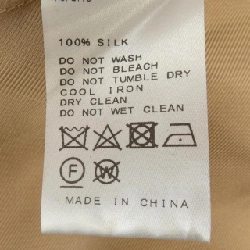 100% SILK
DO NOT WASH
DO NOT BLEACH
DO NOT TUMBLE DRY
COOL IRON
DRY CLEAN
DO NOT WET CLEAN
F
W
MADE IN CHINA